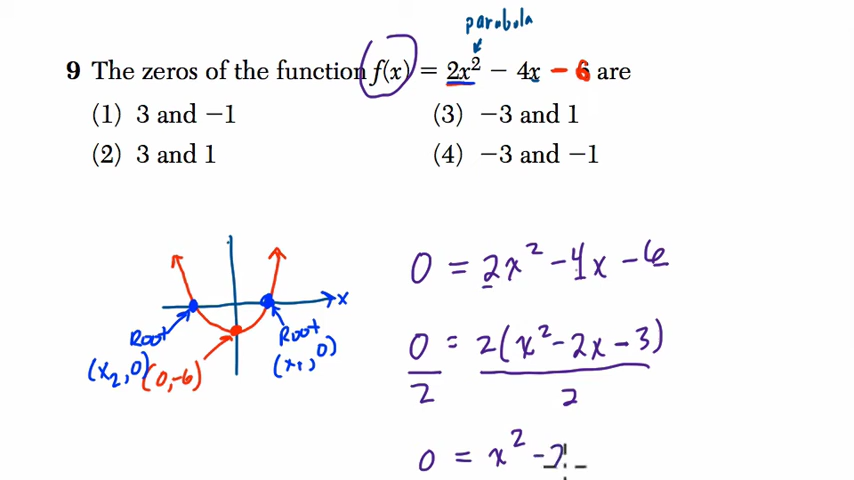 parabola
9 The zeros of the function f(x) = 2x² − 4x − 6 are
(1) 3 and −1
(3) −3 and 1
(2) 3 and 1
(4) −3 and −1
x
Root
(x₂, 0)
(0, -6)
Root
(x₁, 0)
0 = 2x² - 4x - 6
0 = 2(x² - 2x - 3)
2 2
0 = x² - 2